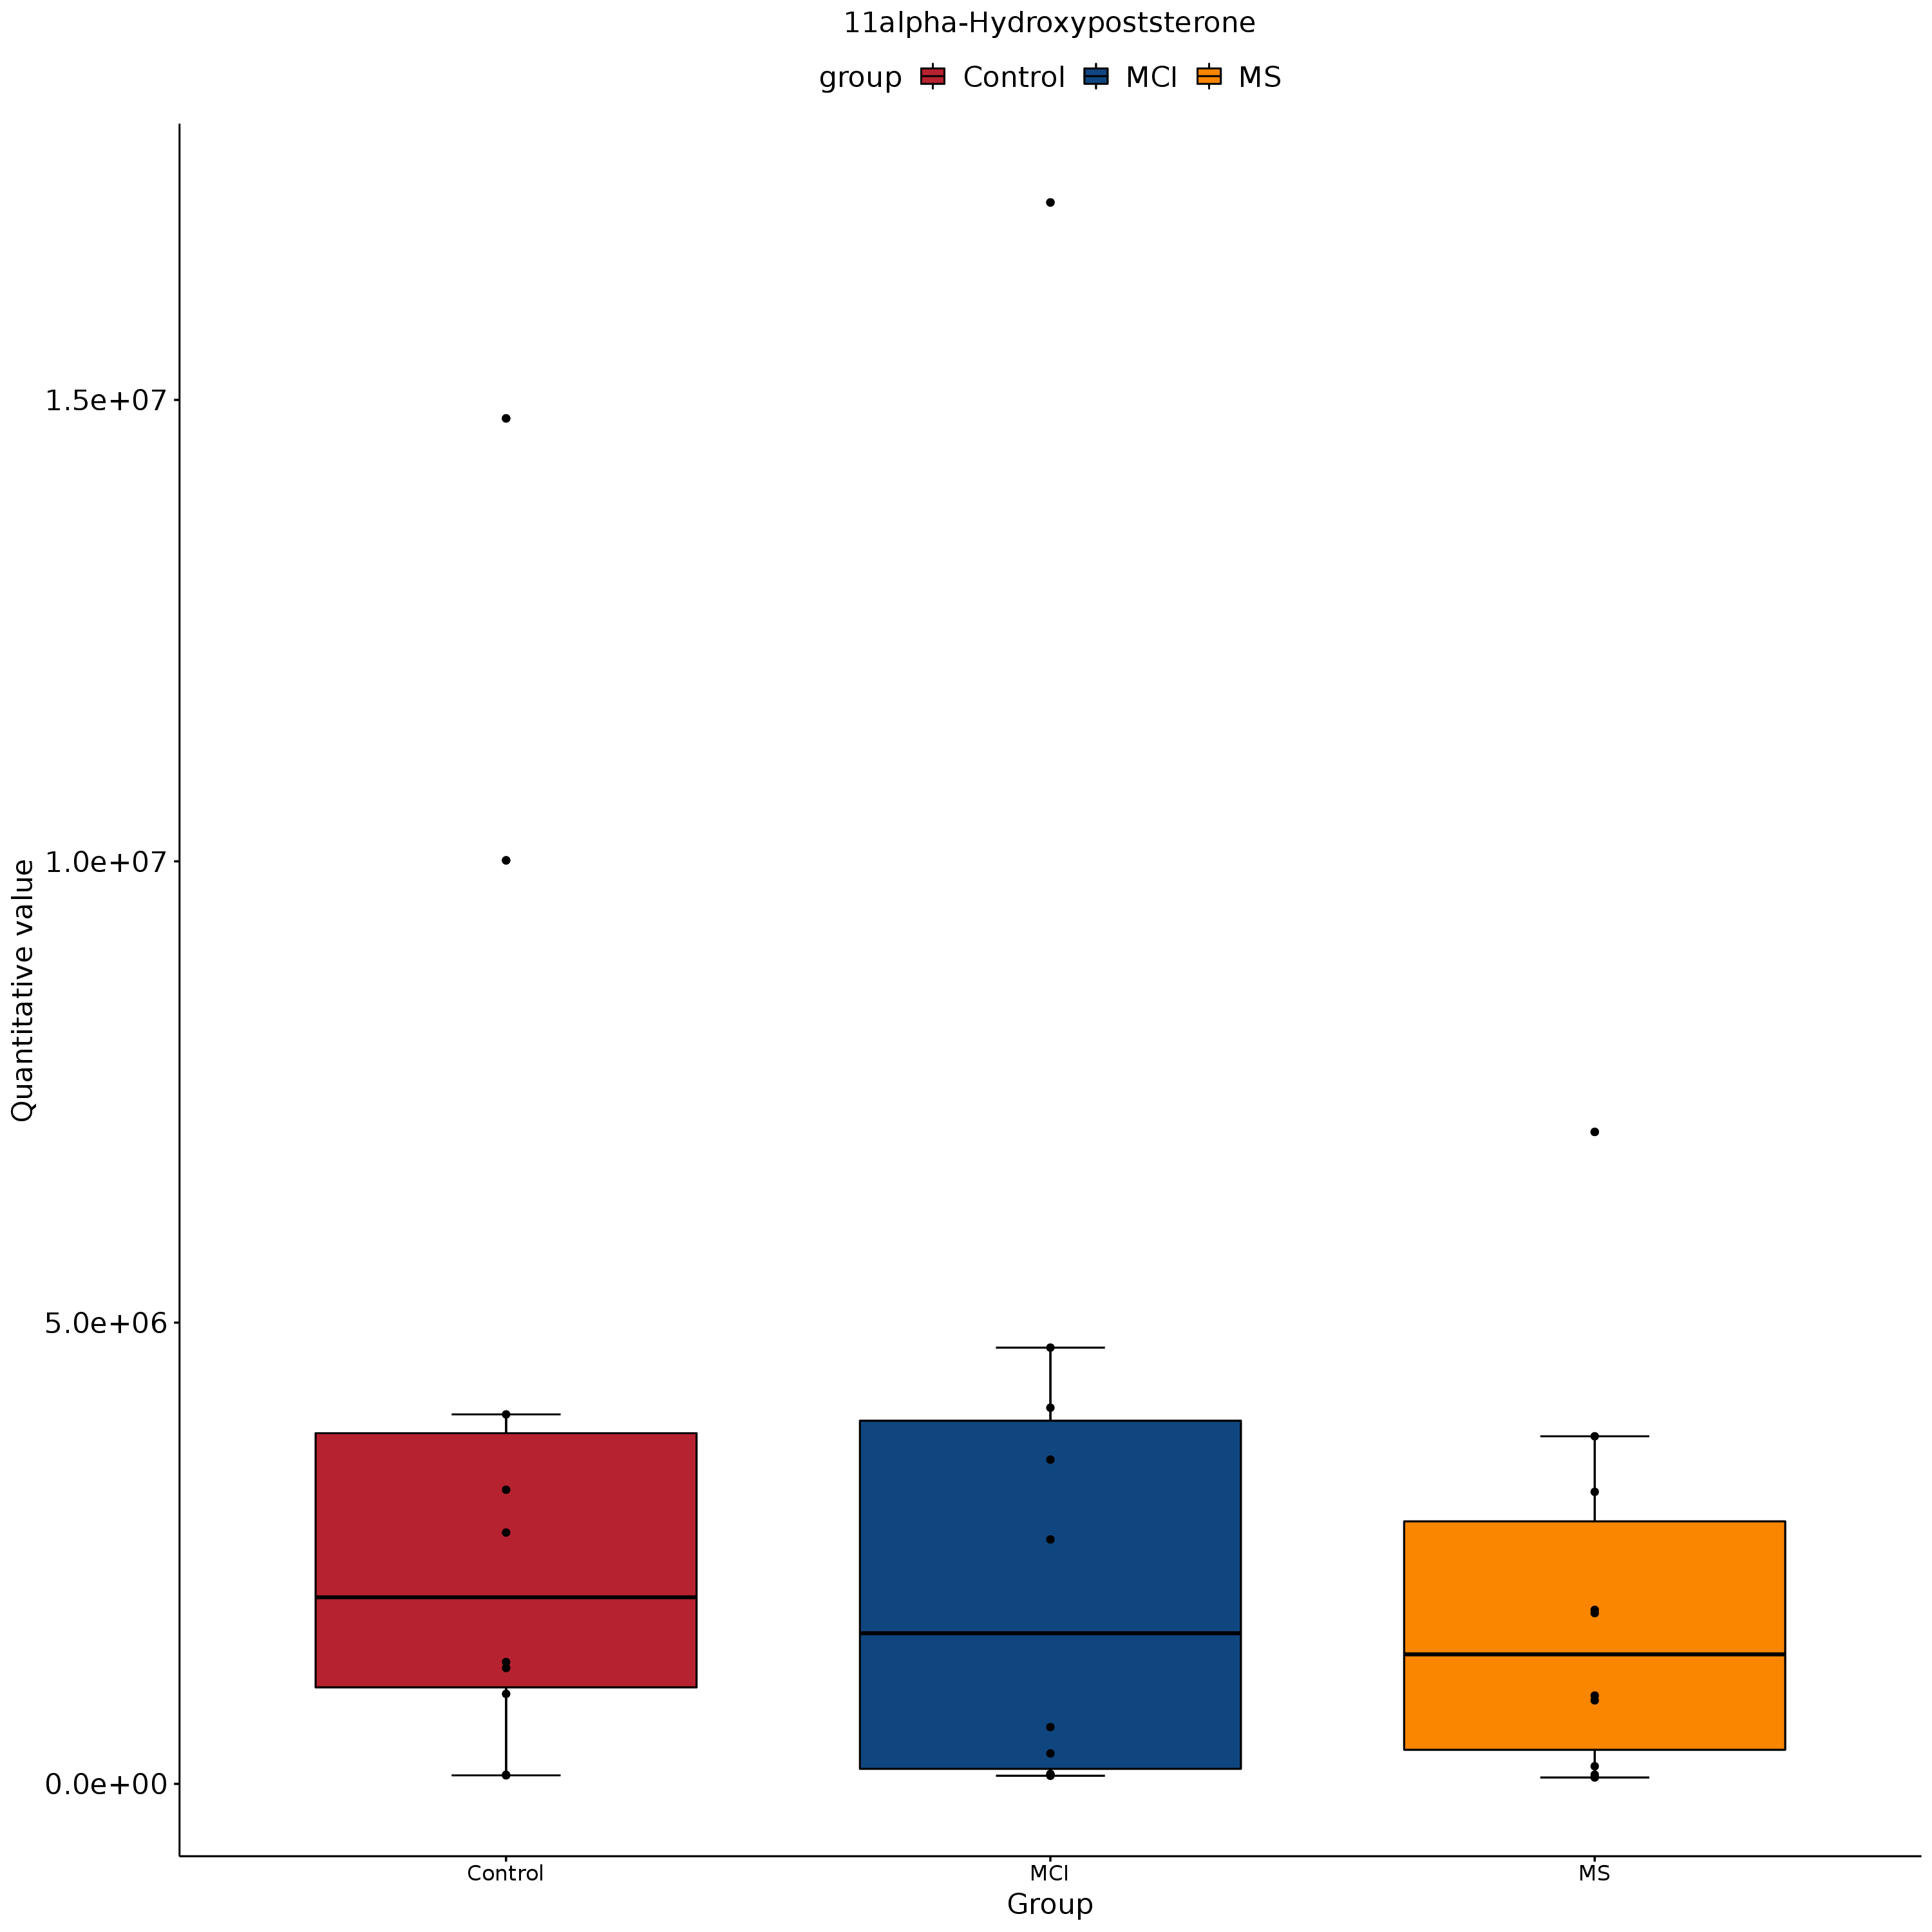 11alpha-Hydroxypoststerone
group Control MCI MS
Quantitative value
1.5e+07
1.0e+07
5.0e+06
0.0e+00
Control MCI MS
Group